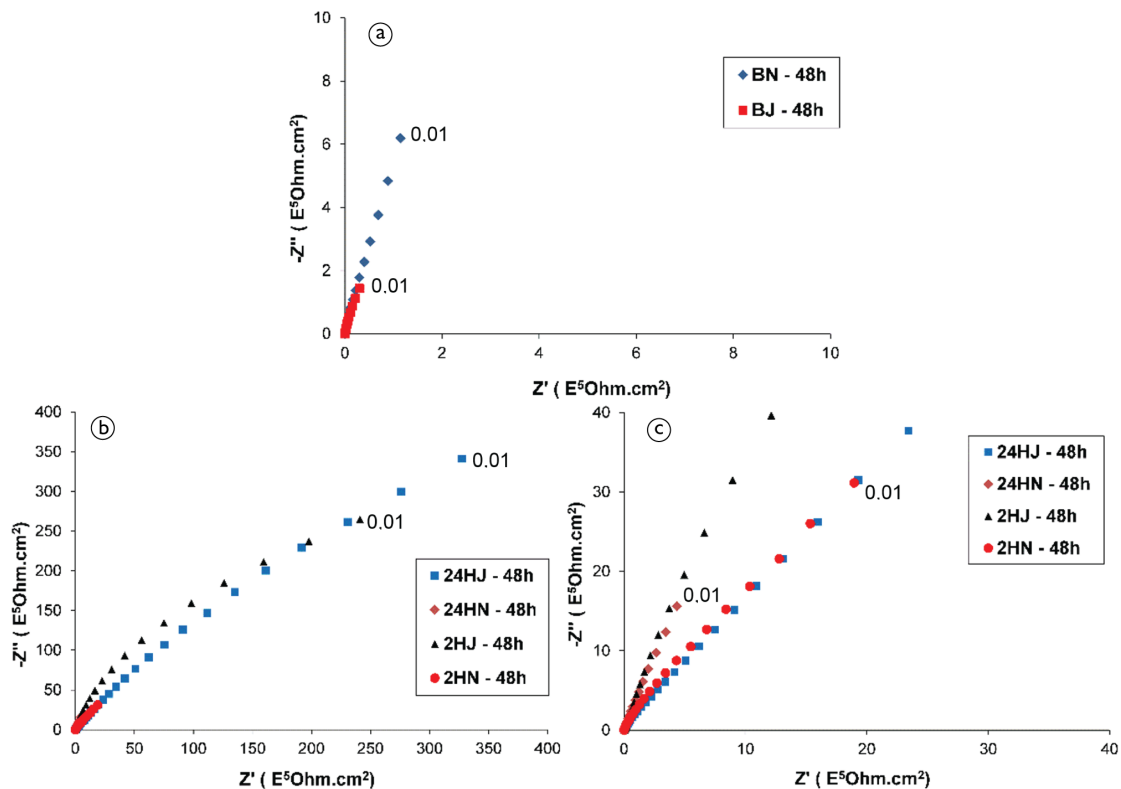 a
10
8
6
4
2
0
-Z'' ( E⁵Ohm.cm²)
0.01
0.01
BN - 48h
BJ - 48h
0 2 4 6 8 10
Z' ( E⁵Ohm.cm²)
b
400
350
300
250
200
150
100
50
0
-Z'' ( E⁵Ohm.cm²)
0.01
0.01
24HJ - 48h
24HN - 48h
2HJ - 48h
2HN - 48h
0 50 100 150 200 250 300 350 400
Z' ( E⁵Ohm.cm²)
c
40
30
20
10
0
-Z'' ( E⁵Ohm.cm²)
0.01
0.01
24HJ - 48h
24HN - 48h
2HJ - 48h
2HN - 48h
0 10 20 30 40
Z' ( E⁵Ohm.cm²)